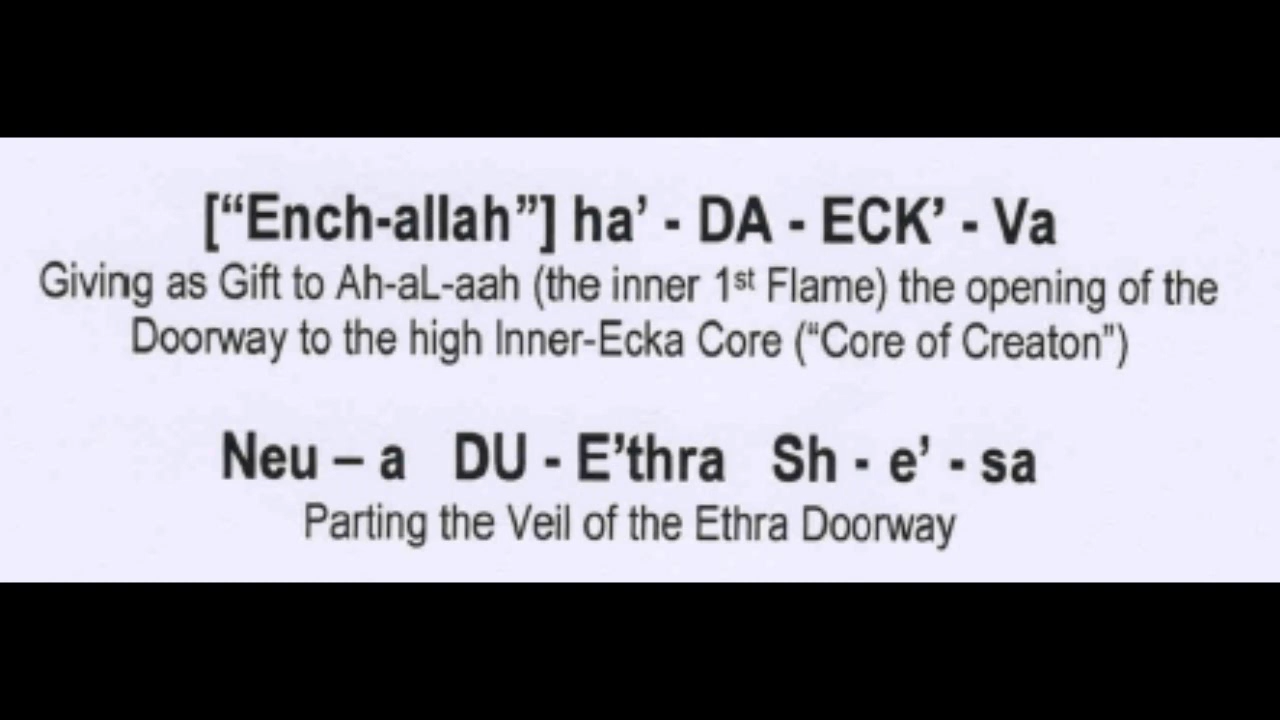 [“Ench-allah”] ha’ - DA - ECK’ - Va
Giving as Gift to Ah-aL-aah (the inner 1st Flame) the opening of the
Doorway to the high Inner-Ecka Core (“Core of Creaton”)
Neu – a DU - E’thra Sh - e’ - sa
Parting the Veil of the Ethra Doorway